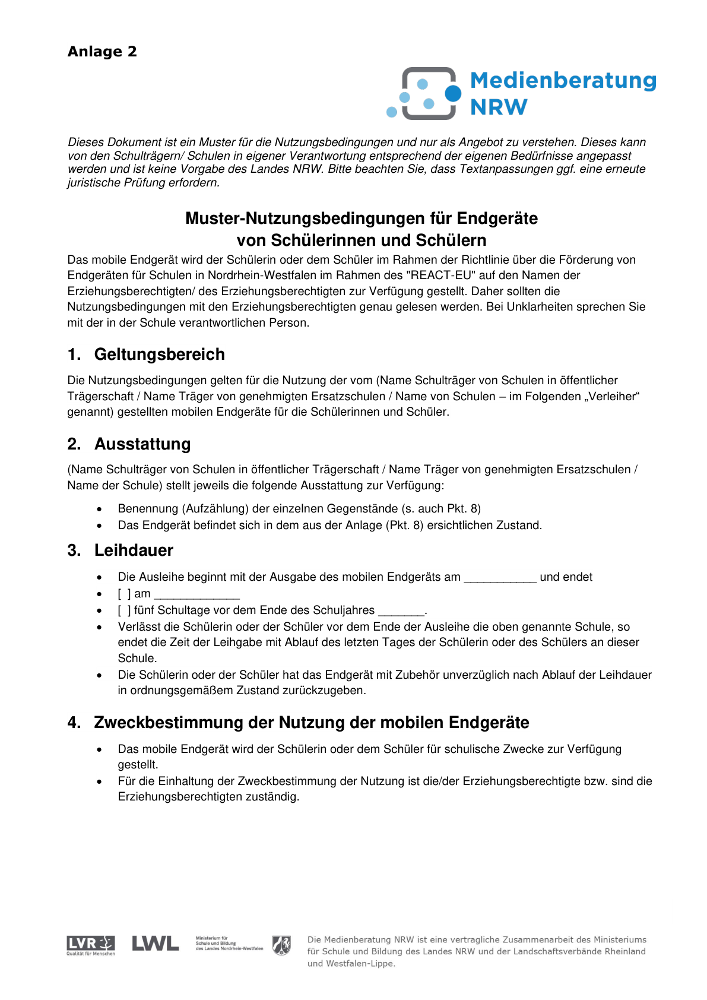 Anlage 2
Medienberatung
NRW
Dieses Dokument ist ein Muster für die Nutzungsbedingungen und nur als Angebot zu verstehen. Dieses kann
von den Schulträgern/ Schulen in eigener Verantwortung entsprechend der eigenen Bedürfnisse angepasst
werden und ist keine Vorgabe des Landes NRW. Bitte beachten Sie, dass Textanpassungen ggf. eine erneute
juristische Prüfung erfordern.
Muster-Nutzungsbedingungen für Endgeräte
von Schülerinnen und Schülern
Das mobile Endgerät wird der Schülerin oder dem Schüler im Rahmen der Richtlinie über die Förderung von
Endgeräten für Schulen in Nordrhein-Westfalen im Rahmen des "REACT-EU" auf den Namen der
Erziehungsberechtigten/ des Erziehungsberechtigten zur Verfügung gestellt. Daher sollten die
Nutzungsbedingungen mit den Erziehungsberechtigten genau gelesen werden. Bei Unklarheiten sprechen Sie
mit der in der Schule verantwortlichen Person.
1. Geltungsbereich
Die Nutzungsbedingungen gelten für die Nutzung der vom (Name Schulträger von Schulen in öffentlicher
Trägerschaft / Name Träger von genehmigten Ersatzschulen / Name von Schulen – im Folgenden „Verleiher“
genannt) gestellten mobilen Endgeräte für die Schülerinnen und Schüler.
2. Ausstattung
(Name Schulträger von Schulen in öffentlicher Trägerschaft / Name Träger von genehmigten Ersatzschulen /
Name der Schule) stellt jeweils die folgende Ausstattung zur Verfügung:
• Benennung (Aufzählung) der einzelnen Gegenstände (s. auch Pkt. 8)
• Das Endgerät befindet sich in dem aus der Anlage (Pkt. 8) ersichtlichen Zustand.
3. Leihdauer
• Die Ausleihe beginnt mit der Ausgabe des mobilen Endgeräts am ___________ und endet
• [ ] am _____________
• [ ] fünf Schultage vor dem Ende des Schuljahres _______.
• Verlässt die Schülerin oder der Schüler vor dem Ende der Ausleihe die oben genannte Schule, so
endet die Zeit der Leihgabe mit Ablauf des letzten Tages der Schülerin oder des Schülers an dieser
Schule.
• Die Schülerin oder der Schüler hat das Endgerät mit Zubehör unverzüglich nach Ablauf der Leihdauer
in ordnungsgemäßem Zustand zurückzugeben.
4. Zweckbestimmung der Nutzung der mobilen Endgeräte
• Das mobile Endgerät wird der Schülerin oder dem Schüler für schulische Zwecke zur Verfügung
gestellt.
• Für die Einhaltung der Zweckbestimmung der Nutzung ist die/der Erziehungsberechtigte bzw. sind die
Erziehungsberechtigten zuständig.
LVR
Qualität für Menschen
LWL
Ministerium für
Schule und Bildung
des Landes Nordrhein-Westfalen
Die Medienberatung NRW ist eine vertragliche Zusammenarbeit des Ministeriums
für Schule und Bildung des Landes NRW und der Landschaftsverbände Rheinland
und Westfalen-Lippe.